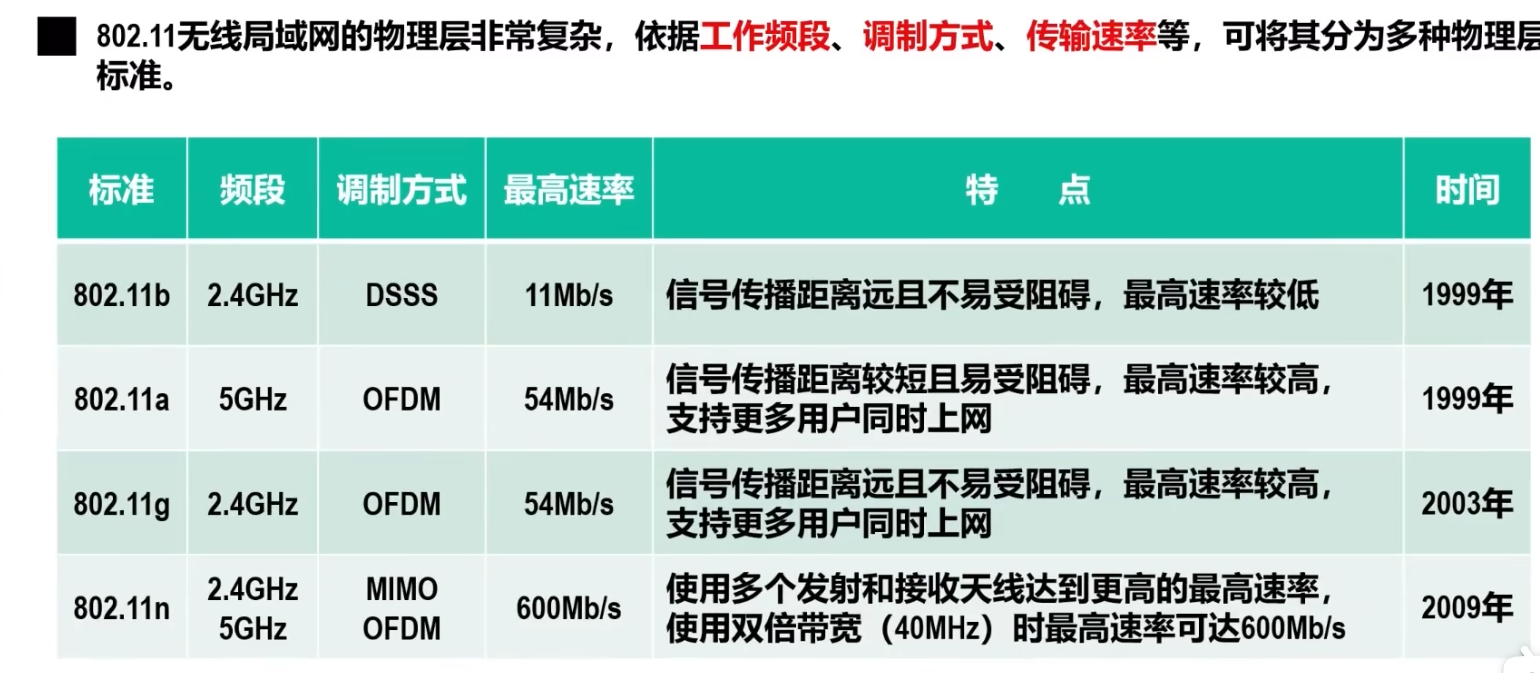 802.11无线局域网的物理层非常复杂，依据工作频段、调制方式、传输速率等，可将其分为多种物理层
标准。
标准 频段 调制方式 最高速率 特 点 时间
802.11b 2.4GHz DSSS 11Mb/s 信号传播距离远且不易受阻碍，最高速率较低 1999年
802.11a 5GHz OFDM 54Mb/s 信号传播距离较短且易受阻碍，最高速率较高，
支持更多用户同时上网 1999年
802.11g 2.4GHz OFDM 54Mb/s 信号传播距离远且不易受阻碍，最高速率较高，
支持更多用户同时上网 2003年
802.11n 2.4GHz
5GHz MIMO
OFDM 600Mb/s 使用多个发射和接收天线达到更高的最高速率，
使用双倍带宽（40MHz）时最高速率可达600Mb/s 2009年